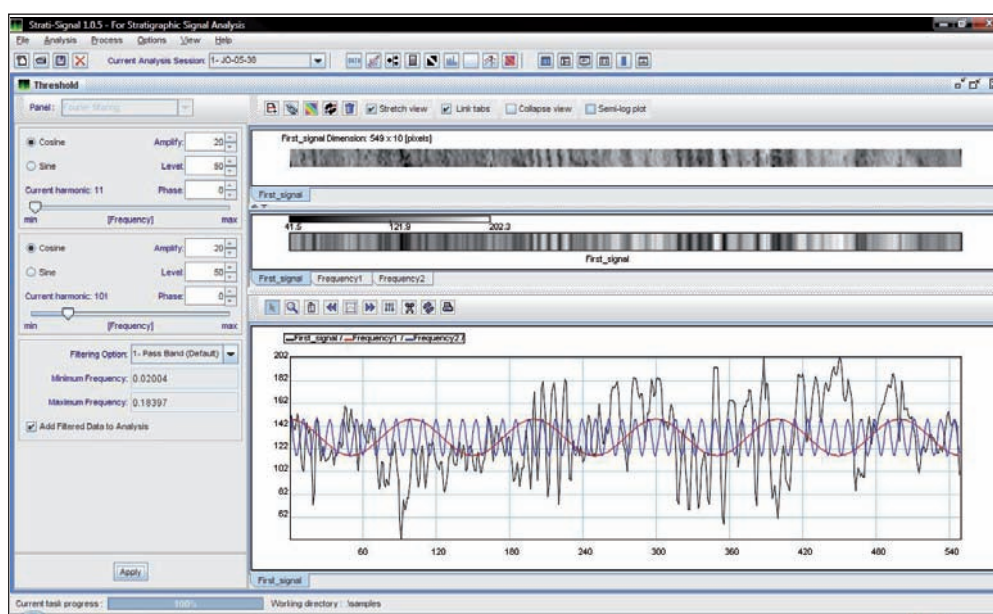 Strati-Signal 1.0.5 - For Stratigraphic Signal Analysis
File Analysis Process Options View Help
Current Analysis Session: 1- JO-05-38
Threshold
Panel: Fourier filtering
Stretch view Link tabs Collapse view Semi-log plot
Cosine Amplify: 20
Sine Level: 90
Current harmonic: 11 Phase: 0
min [Frequency] max
Cosine Amplify: 20
Sine Level: 50
Current harmonic: 101 Phase: 0
min [Frequency] max
Filtering Option: 1- Pass Band (Default)
Minimum Frequency: 0.02004
Maximum Frequency: 0.18397
Add Filtered Data to Analysis
Apply
First_signal Dimension: 549 x 10 [pixels]
First_signal
41.5 121.9 202.3
First_signal
First_signal Frequency1 Frequency2
First_signal / Frequency1 / Frequency2 /
202
182
162
142
122
102
82
62
60 120 180 240 300 360 420 480 540
First_signal
Current task progress: 100% Working directory : .\samples